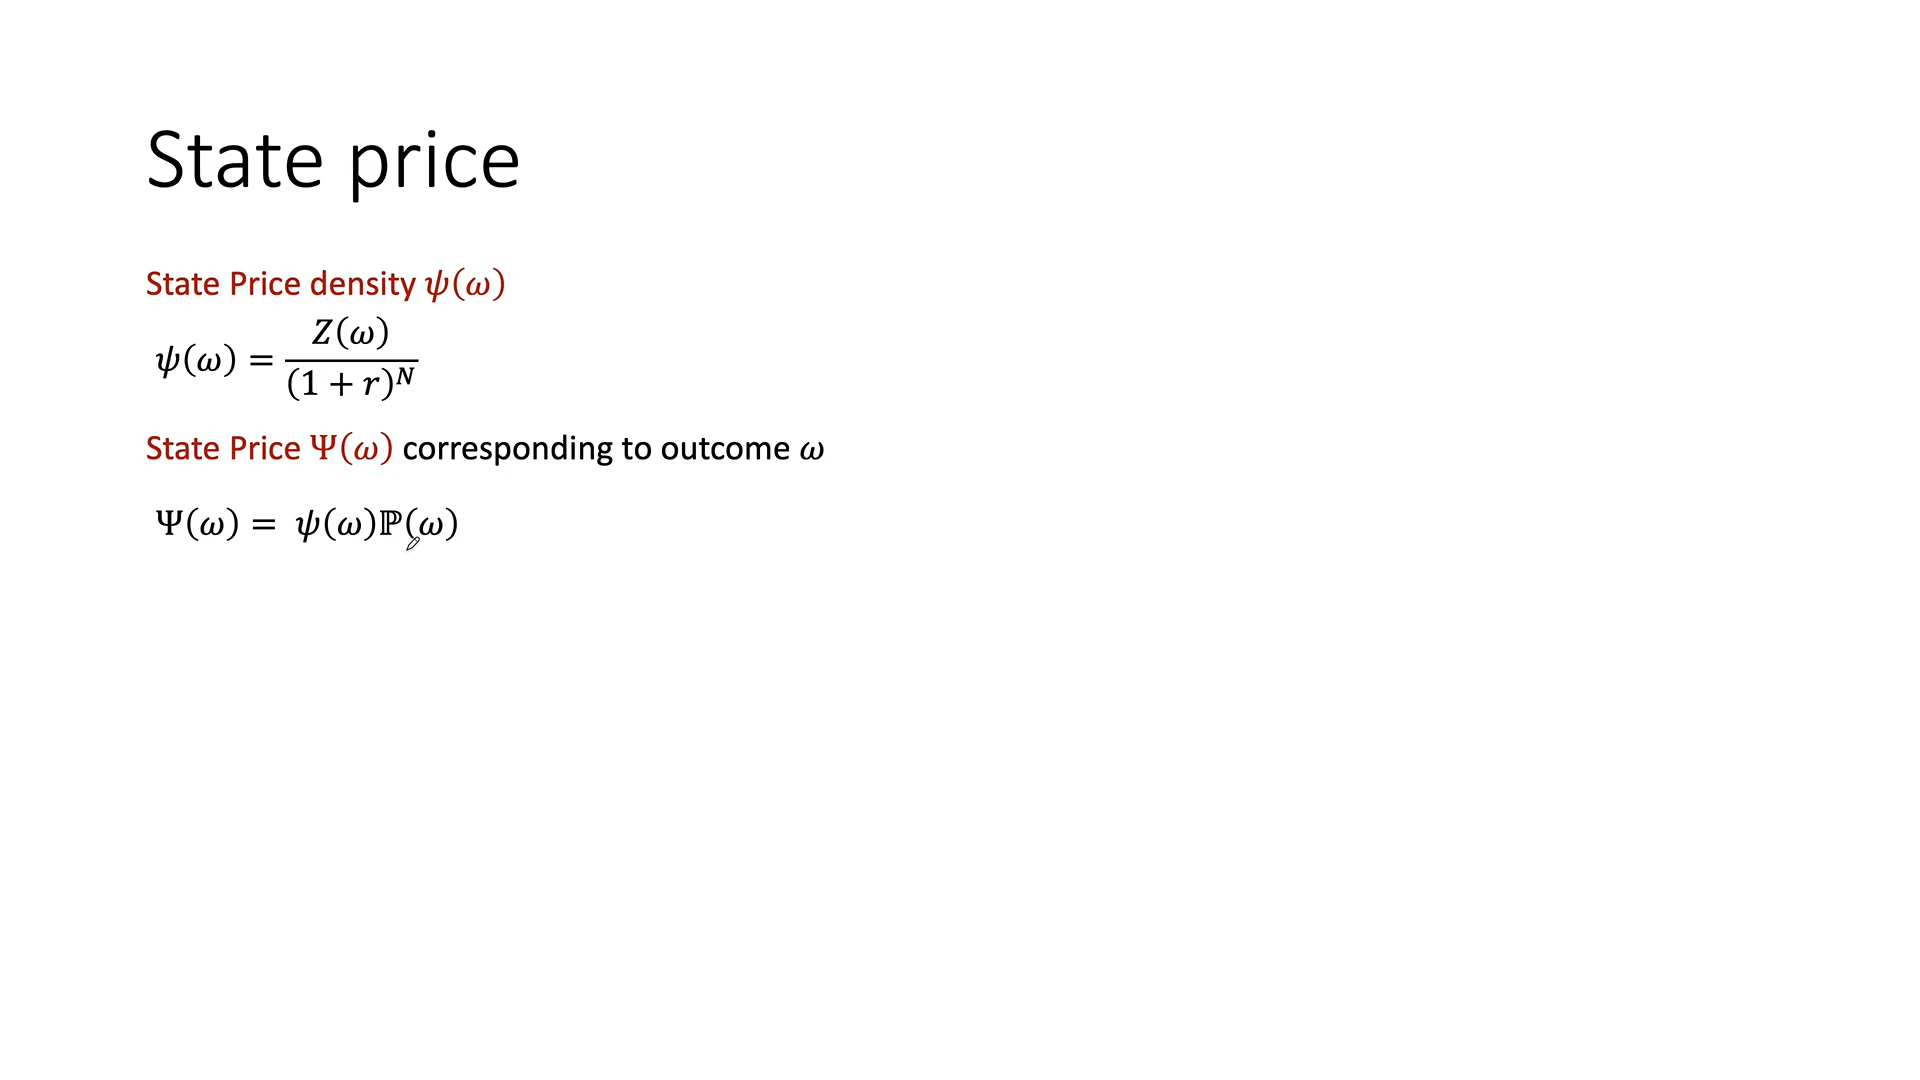 State price
State Price density ψ(ω)
ψ(ω) = Z(ω) / (1 + r)^N
State Price Ψ(ω) corresponding to outcome ω
Ψ(ω) = ψ(ω)ℙ(ω)